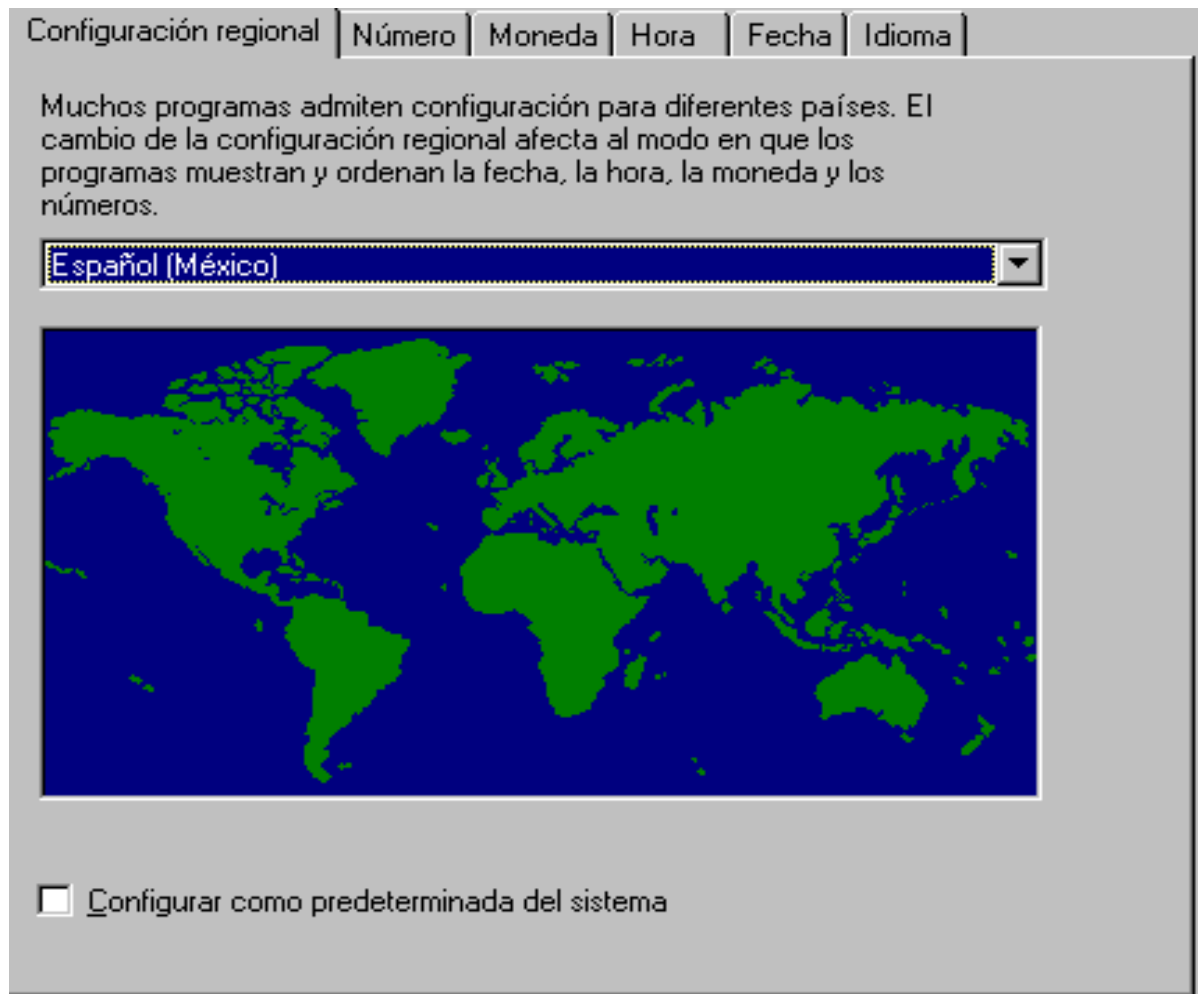 Configuración regional Número Moneda Hora Fecha Idioma
Muchos programas admiten configuración para diferentes países. El
cambio de la configuración regional afecta al modo en que los
programas muestran y ordenan la fecha, la hora, la moneda y los
números.
Español (México)
Configurar como predeterminada del sistema